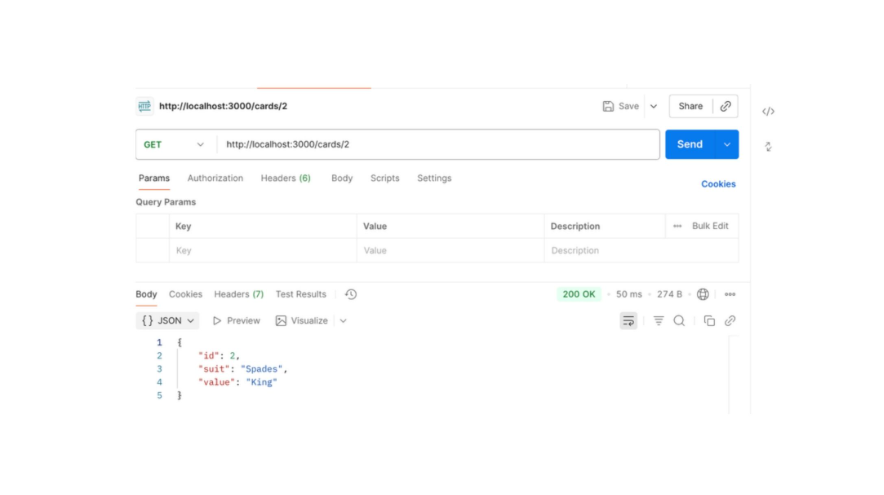 HTTP http://localhost:3000/cards/2 Save Share
</>
GET http://localhost:3000/cards/2 Send
Params Authorization Headers (6) Body Scripts Settings Cookies
Query Params
Key Value Description ••• Bulk Edit
Key Value Description
Body Cookies Headers (7) Test Results 200 OK • 50 ms • 274 B • •••
{} JSON Preview Visualize
1 {
2 "id": 2,
3 "suit": "Spades",
4 "value": "King"
5 }